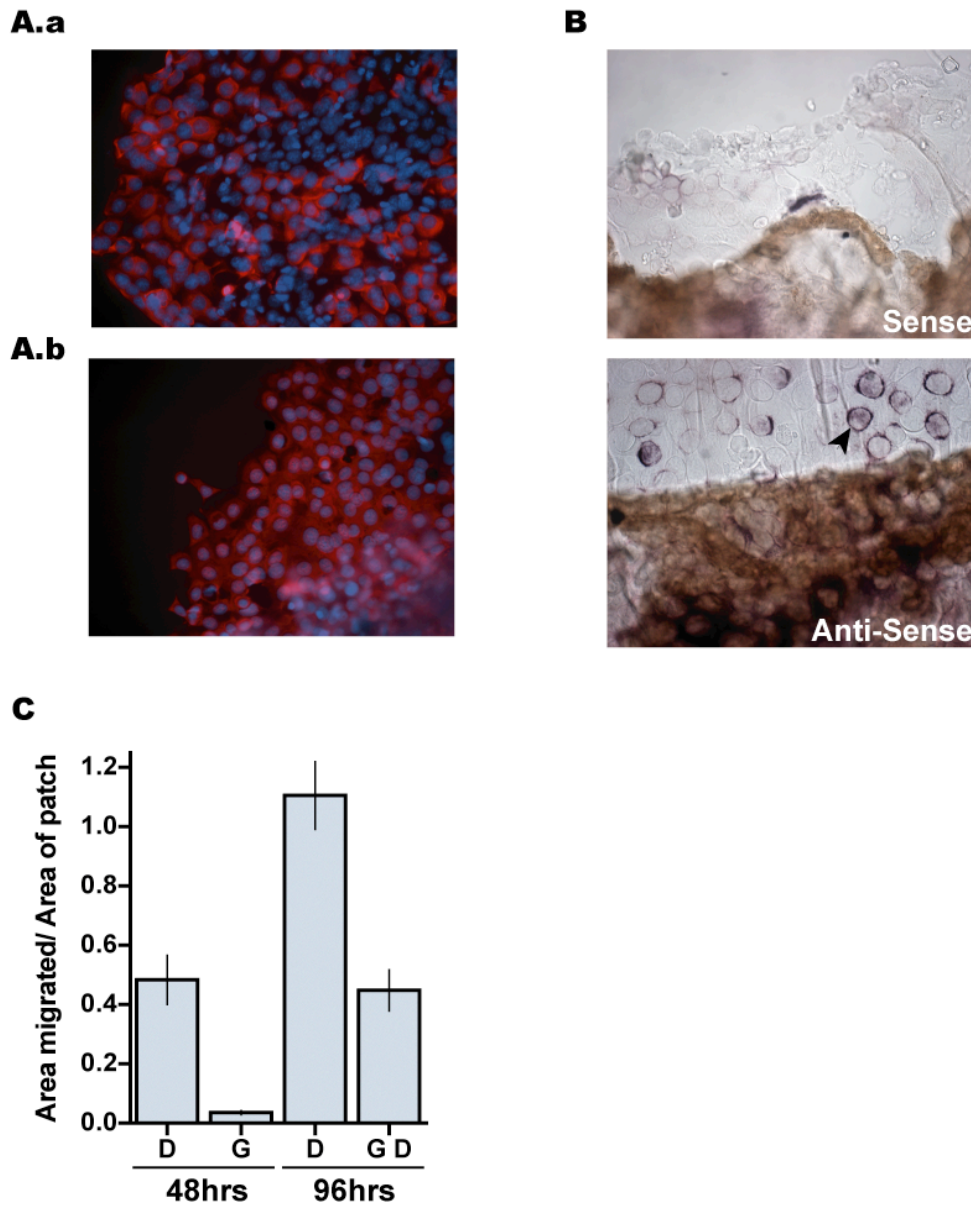 A.a
B
Sense
A.b
Anti-Sense
C
Area migrated/ Area of patch
1.2
1.0
0.8
0.6
0.4
0.2
0.0
D
G
D
G D
48hrs
96hrs